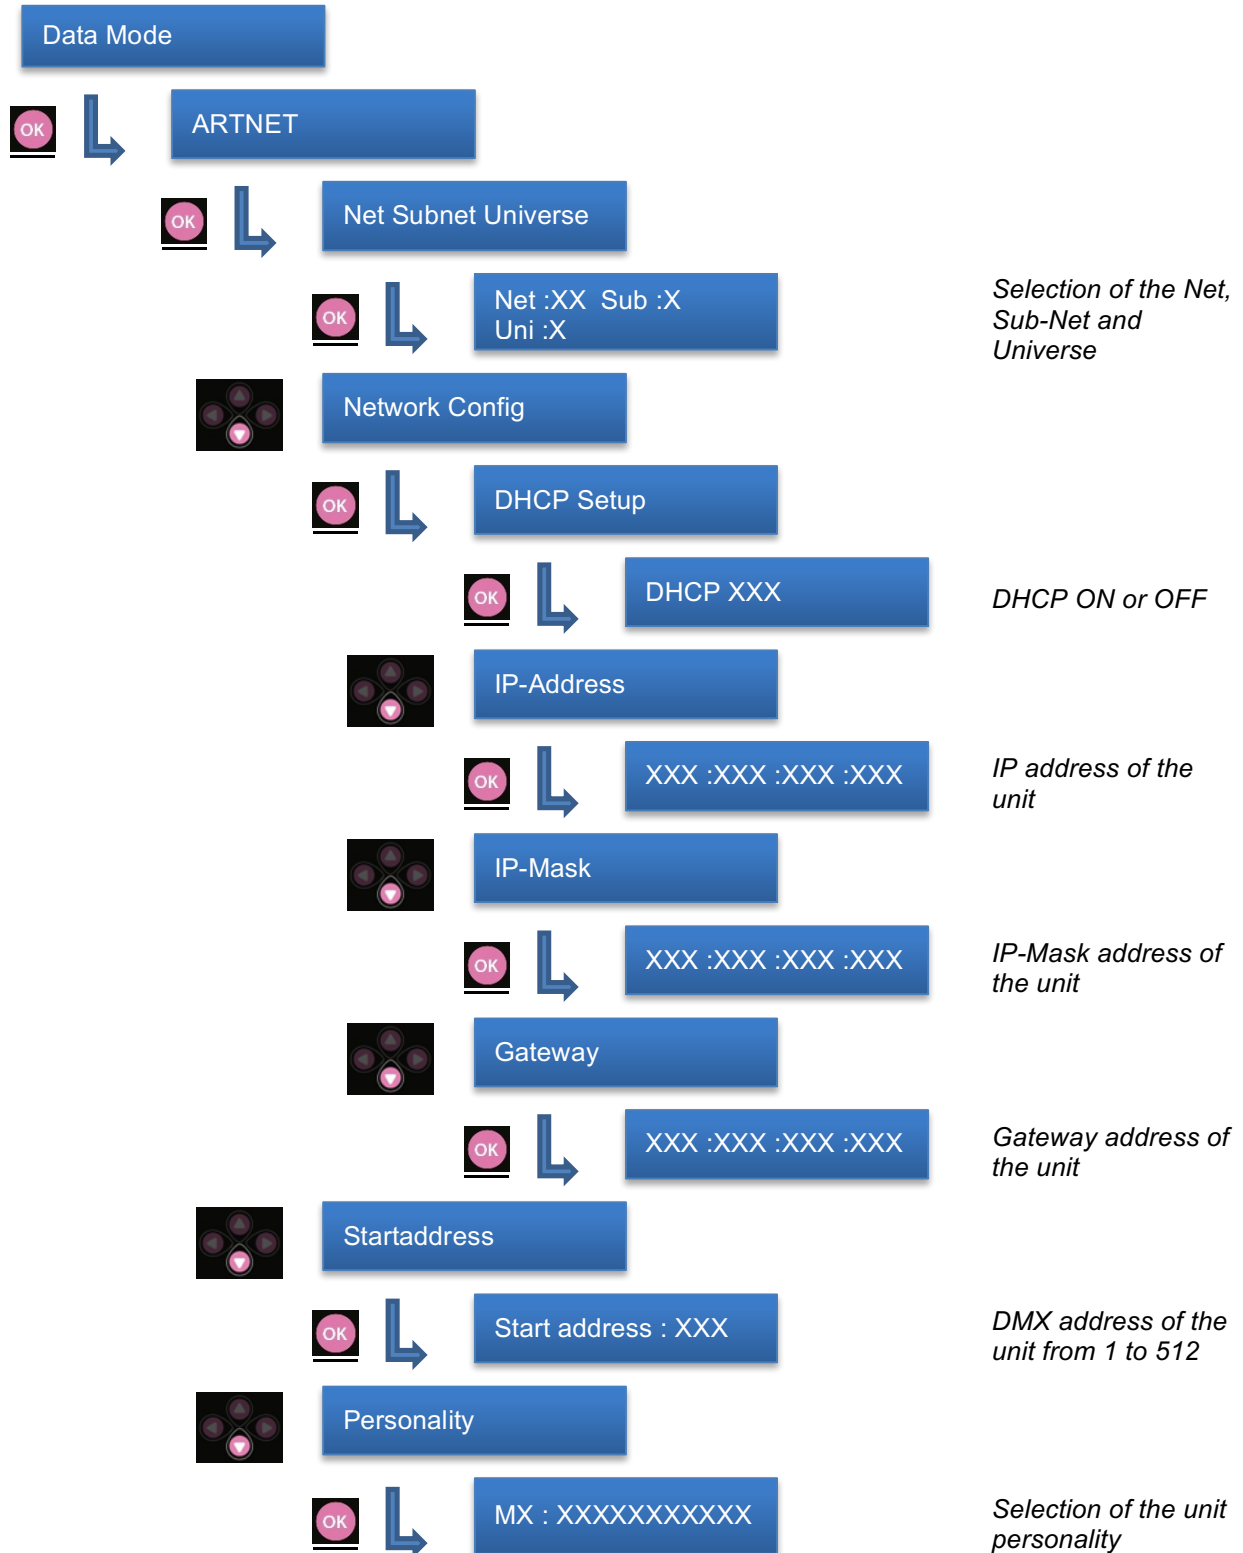 Data Mode
OK
ARTNET
OK
Net Subnet Universe
OK
Net :XX  Sub :X
Uni :X
Selection of the Net,
Sub-Net and
Universe
Network Config
OK
DHCP Setup
OK
DHCP XXX
DHCP ON or OFF
IP-Address
OK
XXX :XXX :XXX :XXX
IP address of the
unit
IP-Mask
OK
XXX :XXX :XXX :XXX
IP-Mask address of
the unit
Gateway
OK
XXX :XXX :XXX :XXX
Gateway address of
the unit
Startaddress
OK
Start address : XXX
DMX address of the
unit from 1 to 512
Personality
OK
MX : XXXXXXXXXXX
Selection of the unit
personality